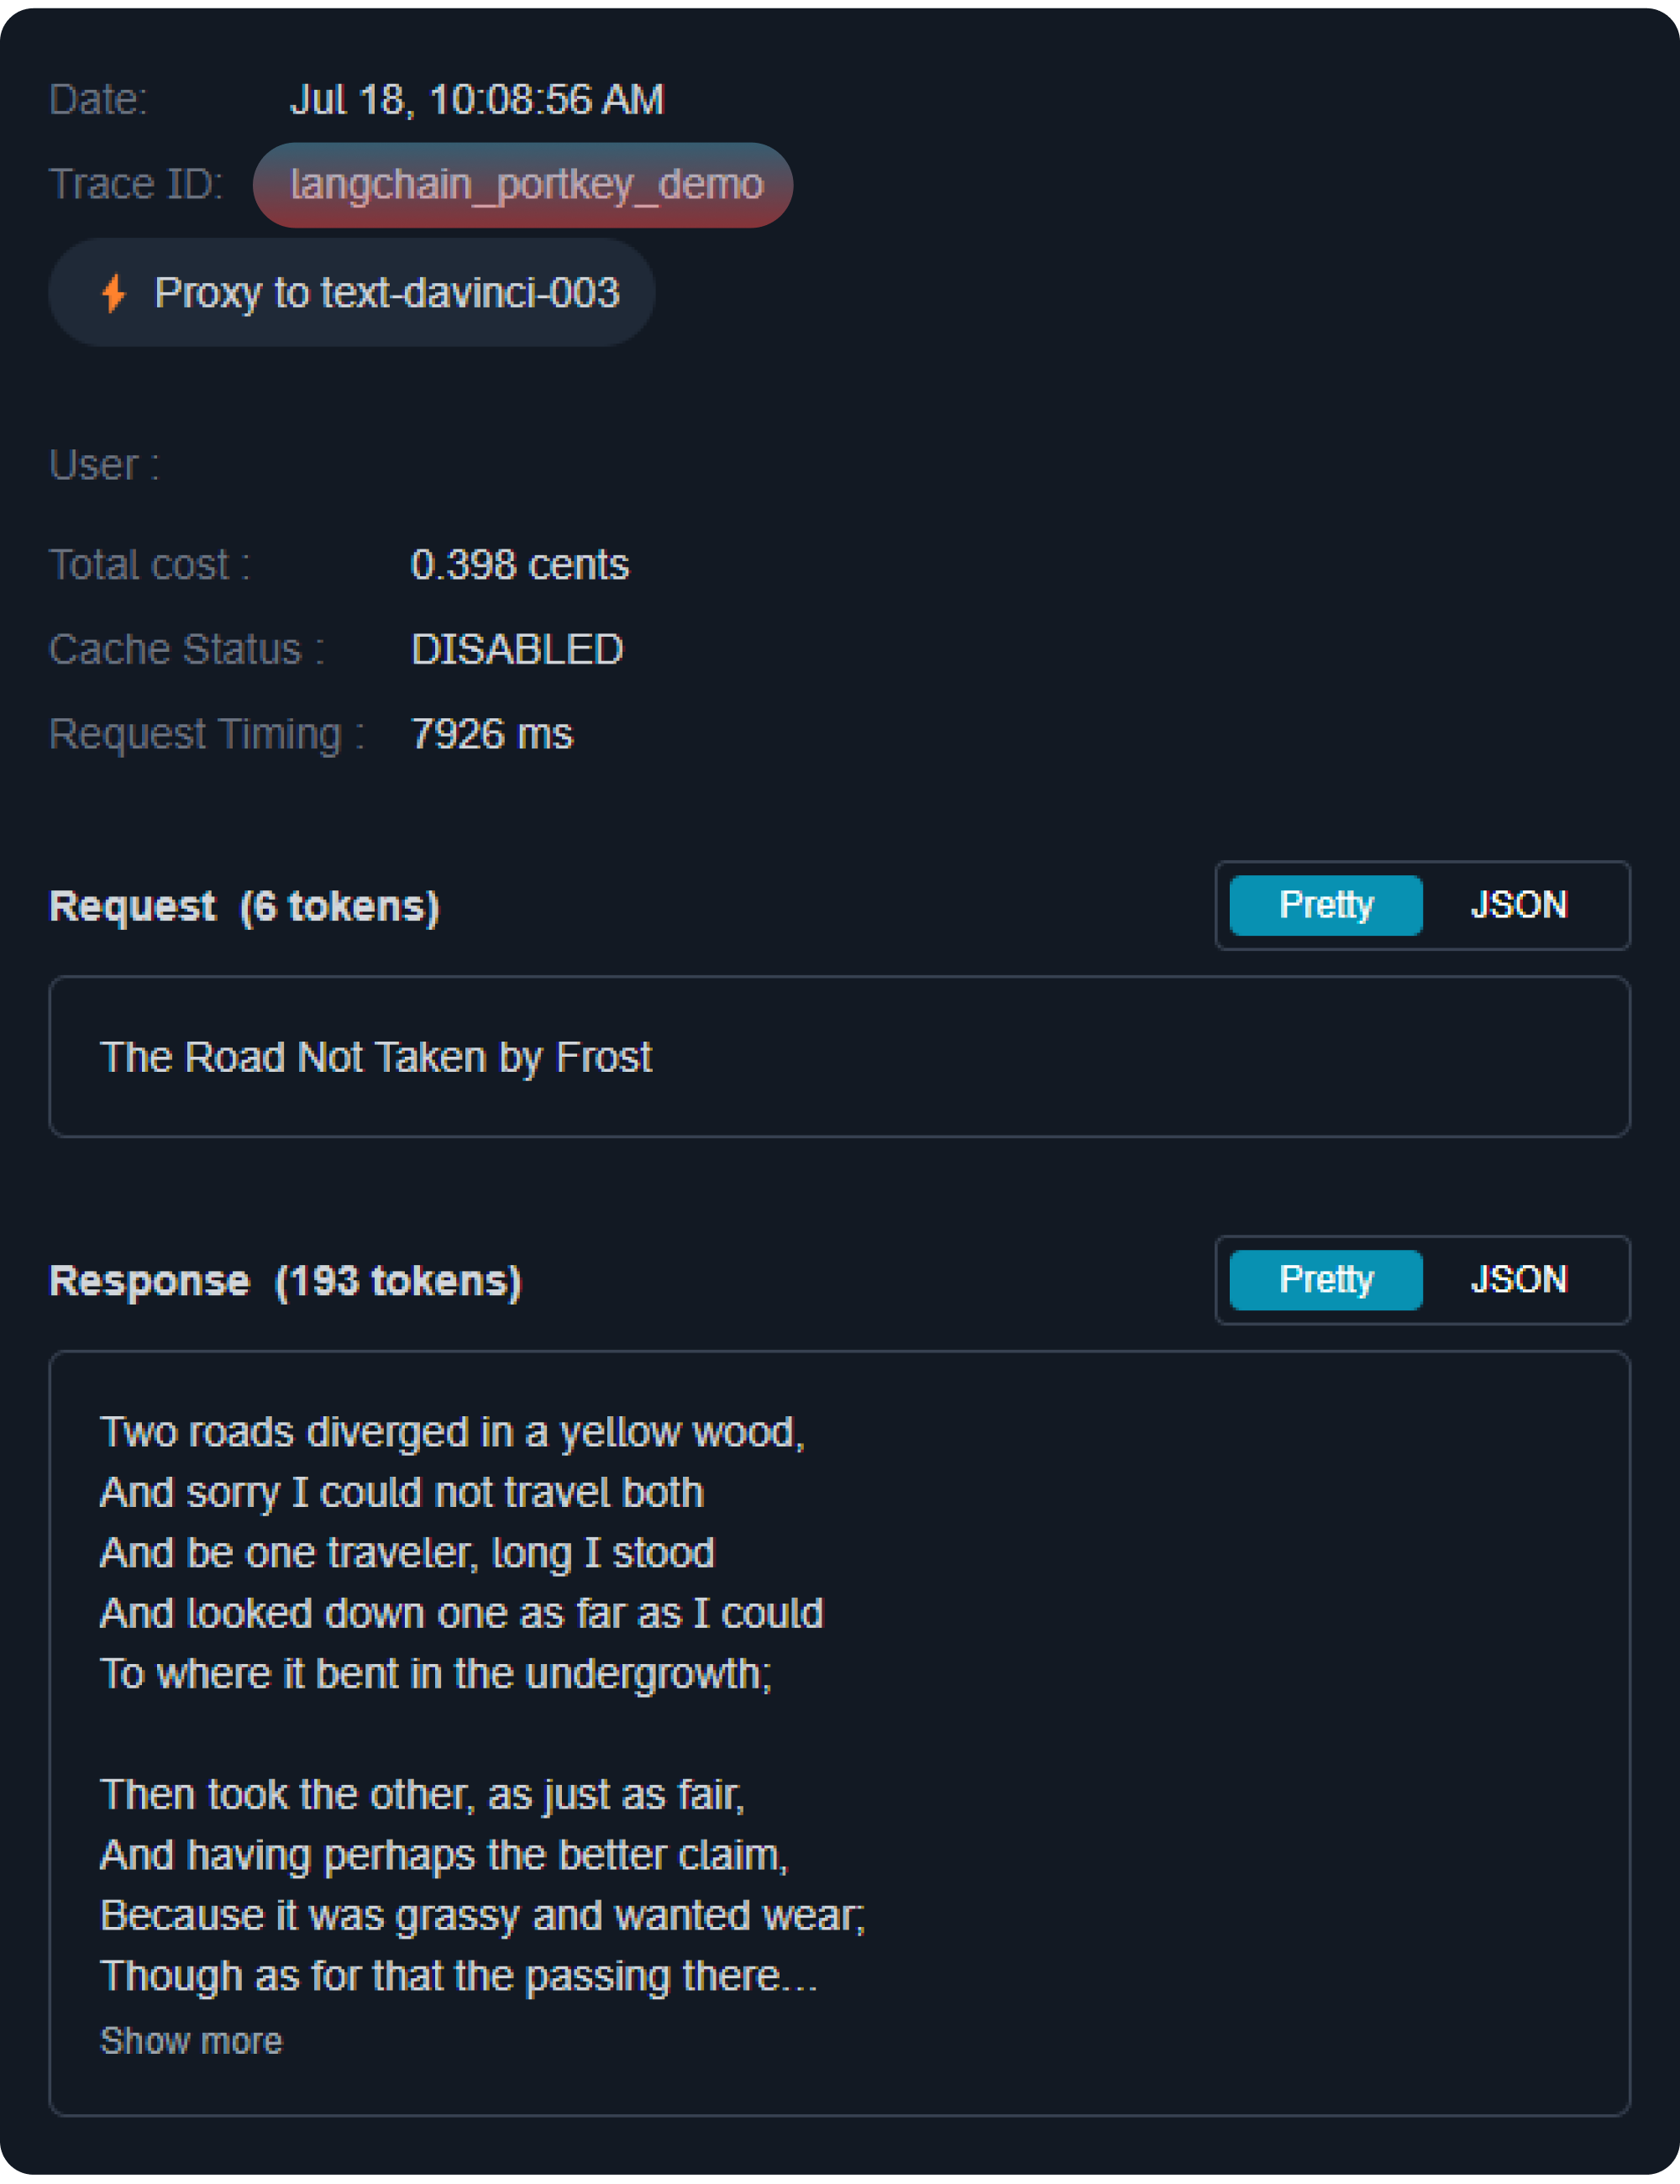 Date: Jul 18, 10:08:56 AM
Trace ID: langchain_portkey_demo
Proxy to text-davinci-003
User :
Total cost : 0.398 cents
Cache Status : DISABLED
Request Timing : 7926 ms
Request (6 tokens) Pretty JSON
The Road Not Taken by Frost
Response (193 tokens) Pretty JSON
Two roads diverged in a yellow wood,
And sorry I could not travel both
And be one traveler, long I stood
And looked down one as far as I could
To where it bent in the undergrowth;
Then took the other, as just as fair,
And having perhaps the better claim,
Because it was grassy and wanted wear;
Though as for that the passing there...
Show more